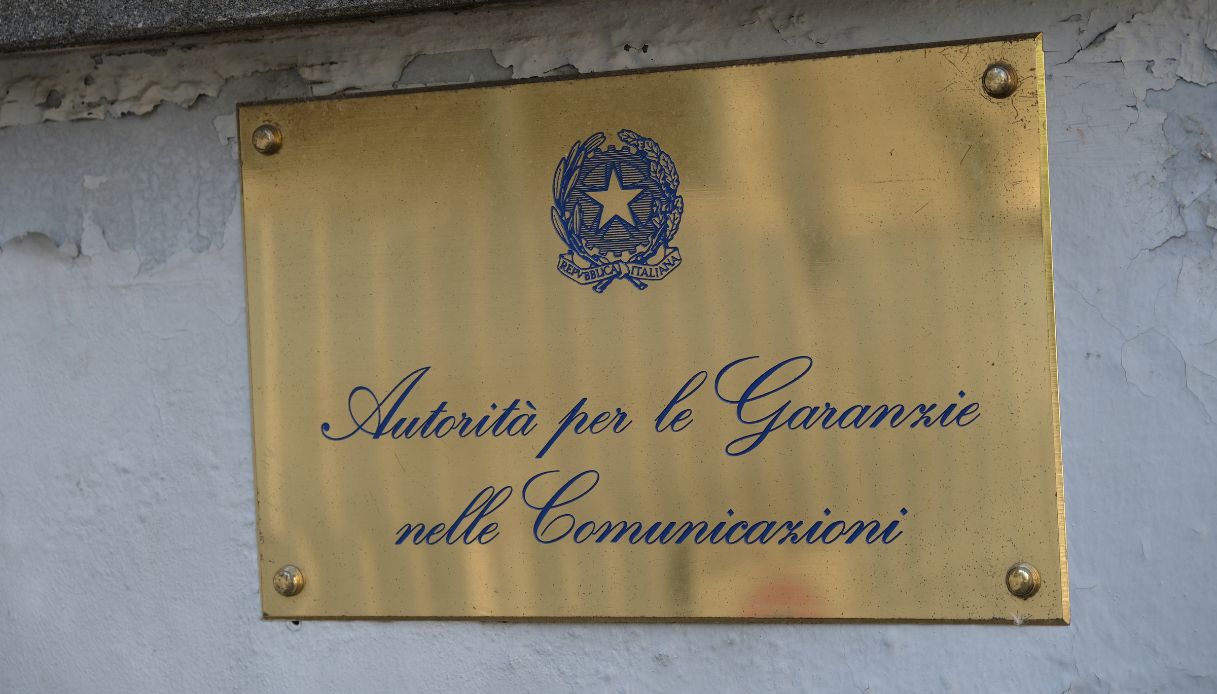 REPVBBLICA ITALIANA
Autorità per le Garanzie
nelle Comunicazioni